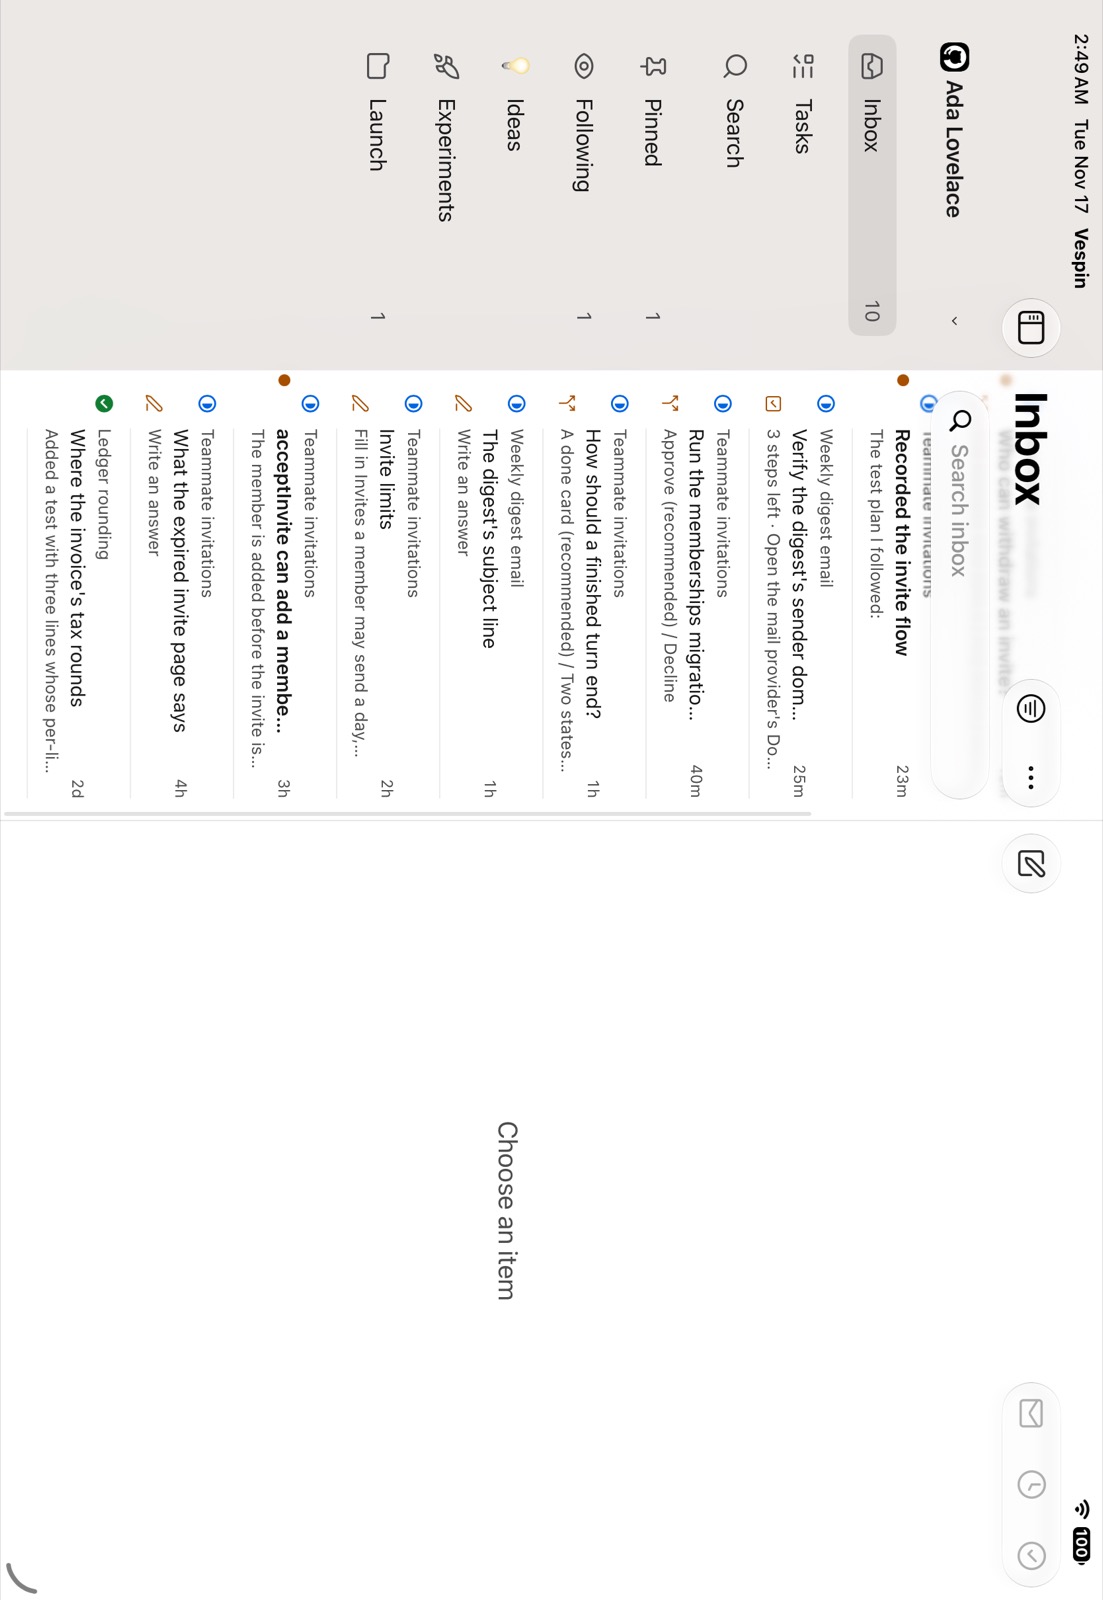 2:49 AM Tue Nov 17 Vespin
100
Ada Lovelace
Inbox 10
Tasks
Search
Pinned 1
Following 1
Ideas
Experiments
Launch 1
Inbox
Who can withdraw an invite?
Search inbox
Teammate invitations
Recorded the invite flow 23m
The test plan I followed:
Weekly digest email
Verify the digest's sender dom... 25m
3 steps left · Open the mail provider's Do...
Teammate invitations
Run the memberships migratio... 40m
Approve (recommended) / Decline
Teammate invitations
How should a finished turn end? 1h
A done card (recommended) / Two states...
Weekly digest email
The digest's subject line 1h
Write an answer
Teammate invitations
Invite limits 2h
Fill in Invites a member may send a day,...
Teammate invitations
acceptInvite can add a membe... 3h
The member is added before the invite is...
Teammate invitations
What the expired invite page says 4h
Write an answer
Ledger rounding
Where the invoice's tax rounds 2d
Added a test with three lines whose per-li...
Choose an item